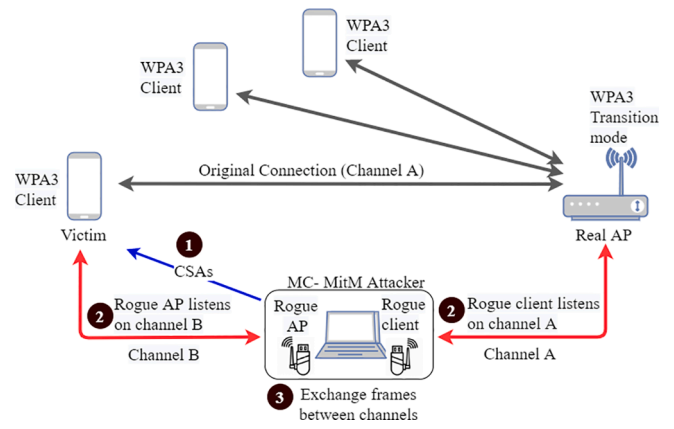 WPA3
Client
WPA3
Client
WPA3
Transition
mode
Original Connection (Channel A)
WPA3
Client
Victim
Real AP
1
CSAs
MC- MitM Attacker
2
Rogue AP listens
on channel B
Channel B
Rogue
AP
Rogue
client
2
Rogue client listens
on channel A
Channel A
3
Exchange frames
between channels